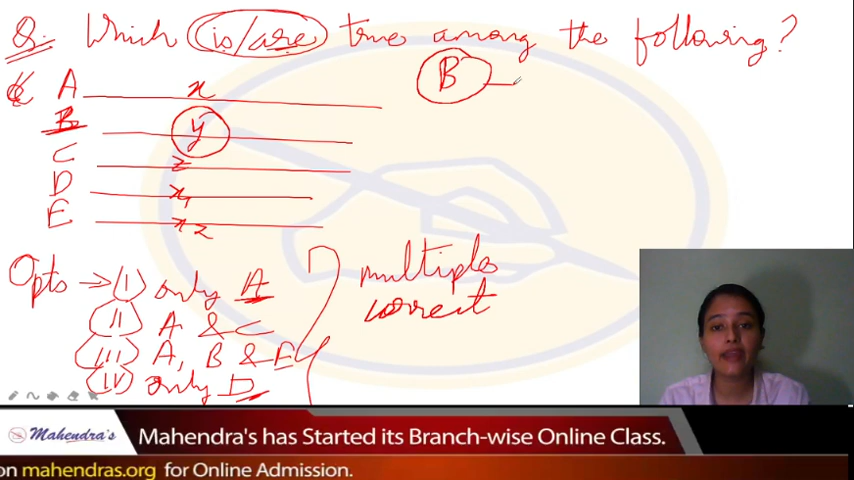 Q. Which is/are true among the following?
A x
B
B y
C z
D x1
E x2
Opts → (I) only A
(II) A & C
(III) A, B & E
(IV) only D
multiple
correct
Mahendra's
Mahendra's has Started its Branch-wise Online Class.
on mahendras.org for Online Admission.